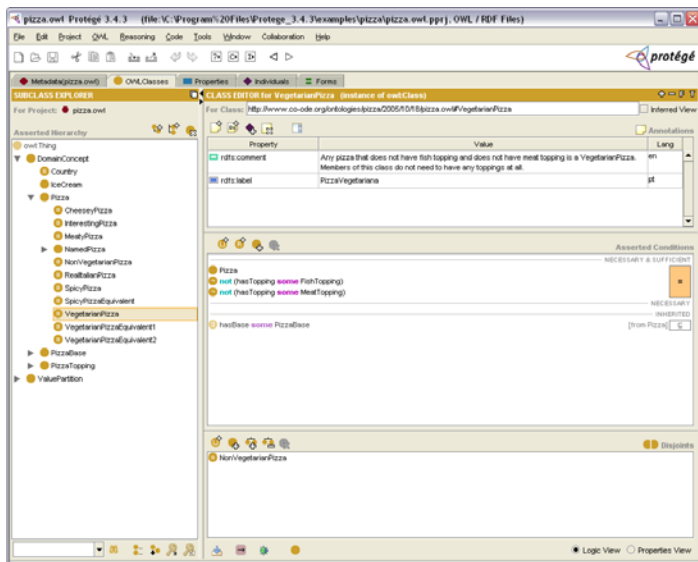 pizza.owl Protégé 3.4.3 (file:\C:\Program%20Files\Protege_3.4.3\examples\pizza\pizza.owl.pprj, OWL / RDF Files)
File Edit Project OWL Reasoning Code Tools Window Collaboration Help
protégé
Metadata(pizza.owl) OWLClasses Properties Individuals Forms
SUBCLASS EXPLORER
For Project: pizza.owl
Asserted Hierarchy
owl:Thing
DomainConcept
Country
IceCream
Pizza
CheeseyPizza
InterestingPizza
MeatyPizza
NamedPizza
NonVegetarianPizza
RealItalianPizza
SpicyPizza
SpicyPizzaEquivalent
VegetarianPizza
VegetarianPizzaEquivalent1
VegetarianPizzaEquivalent2
PizzaBase
PizzaTopping
ValuePartition
CLASS EDITOR for VegetarianPizza (instance of owl:Class)
For Class: http://www.co-ode.org/ontologies/pizza/2005/10/18/pizza.owl#VegetarianPizza
Inferred View
Annotations
Property Value Lang
rdfs:comment Any pizza that does not have fish topping and does not have meat topping is a VegetarianPizza. en
Members of this class do not need to have any toppings at all.
rdfs:label PizzaVegetariana pt
Asserted Conditions
NECESSARY & SUFFICIENT
Pizza
not (hasTopping some FishTopping)
not (hasTopping some MeatTopping)
NECESSARY
INHERITED
hasBase some PizzaBase [from Pizza]
Disjoints
NonVegetarianPizza
Logic View Properties View